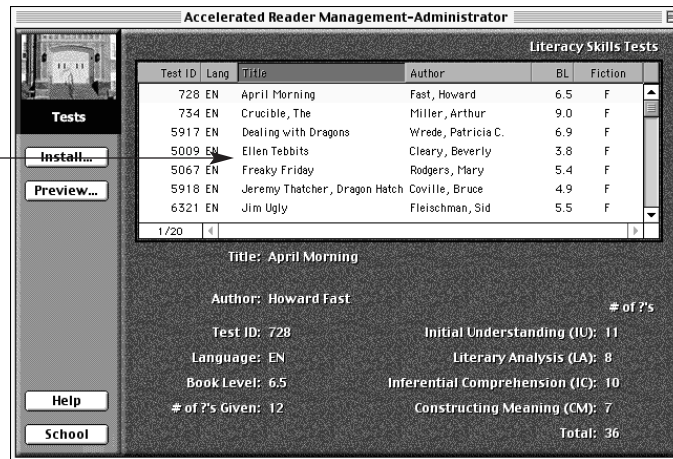 Accelerated Reader Management-Administrator
Literacy Skills Tests
Test ID Lang Title Author BL Fiction
728 EN April Morning Fast, Howard 6.5 F
734 EN Crucible, The Miller, Arthur 9.0 F
5917 EN Dealing with Dragons Wrede, Patricia C. 6.9 F
5009 EN Ellen Tebbits Cleary, Beverly 3.8 F
5067 EN Freaky Friday Rodgers, Mary 5.4 F
5918 EN Jeremy Thatcher, Dragon Hatch Coville, Bruce 4.9 F
6321 EN Jim Ugly Fleischman, Sid 5.5 F
1/20
Tests
Install...
Preview...
Help
School
Title: April Morning
Author: Howard Fast
# of ?'s
Test ID: 728 Initial Understanding (IU): 11
Language: EN Literary Analysis (LA): 8
Book Level: 6.5 Inferential Comprehension (IC): 10
# of ?'s Given: 12 Constructing Meaning (CM): 7
Total: 36